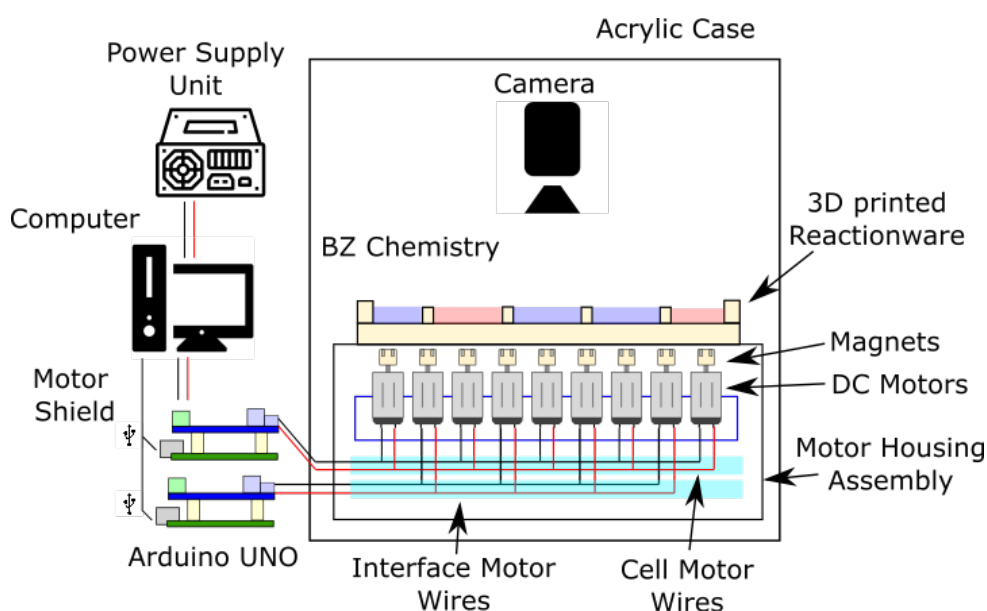 Acrylic Case
Power Supply
Unit
Camera
Computer
BZ Chemistry
3D printed
Reactionware
Magnets
DC Motors
Motor
Shield
Motor Housing
Assembly
Arduino UNO
Interface Motor
Wires
Cell Motor
Wires